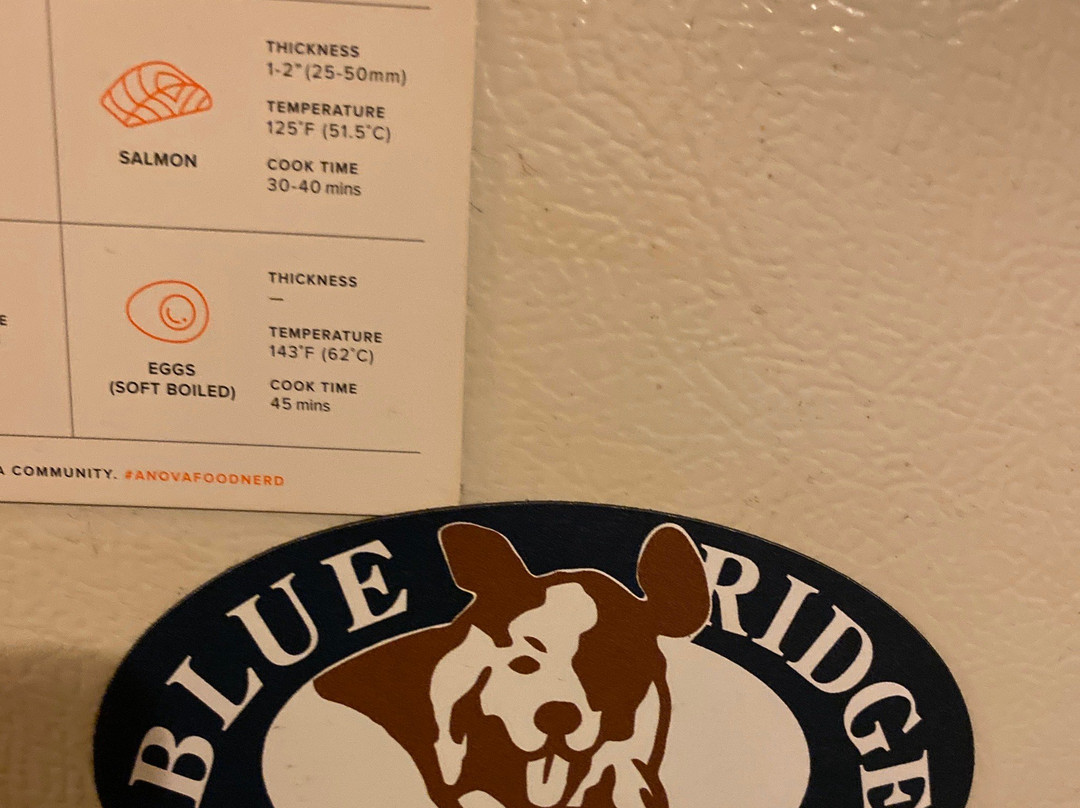 THICKNESS
1-2" (25-50mm)
TEMPERATURE
125°F (51.5°C)
SALMON
COOK TIME
30-40 mins
THICKNESS
—
TEMPERATURE
143°F (62°C)
EGGS
(SOFT BOILED)
COOK TIME
45 mins
E
A COMMUNITY. #ANOVAFOODNERD
BLUE RIDGE